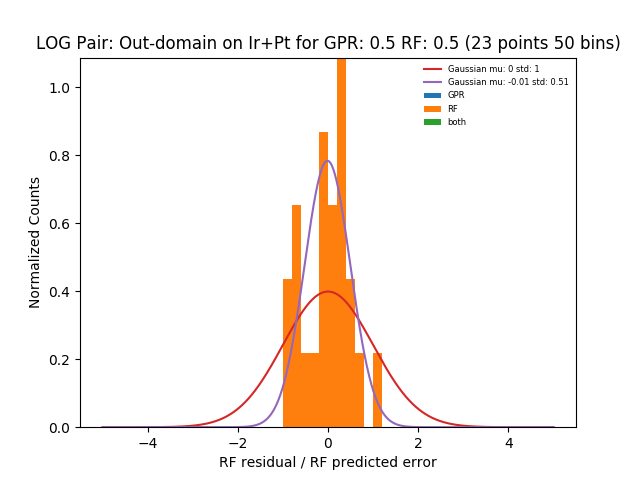 LOG Pair: Out-domain on Ir+Pt for GPR: 0.5 RF: 0.5 (23 points 50 bins)
Gaussian mu: 0 std: 1
Gaussian mu: -0.01 std: 0.51
GPR
RF
both
Normalized Counts
1.0
0.8
0.6
0.4
0.2
0.0
−4
−2
0
2
4
RF residual / RF predicted error